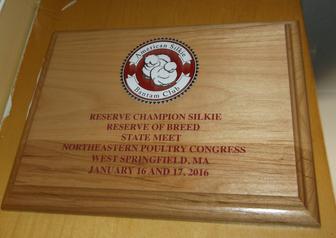 American Silkie
Bantam Club
RESERVE CHAMPION SILKIE
RESERVE OF BREED
STATE MEET
NORTHEASTERN POULTRY CONGRESS
WEST SPRINGFIELD, MA
JANUARY 16 AND 17, 2016